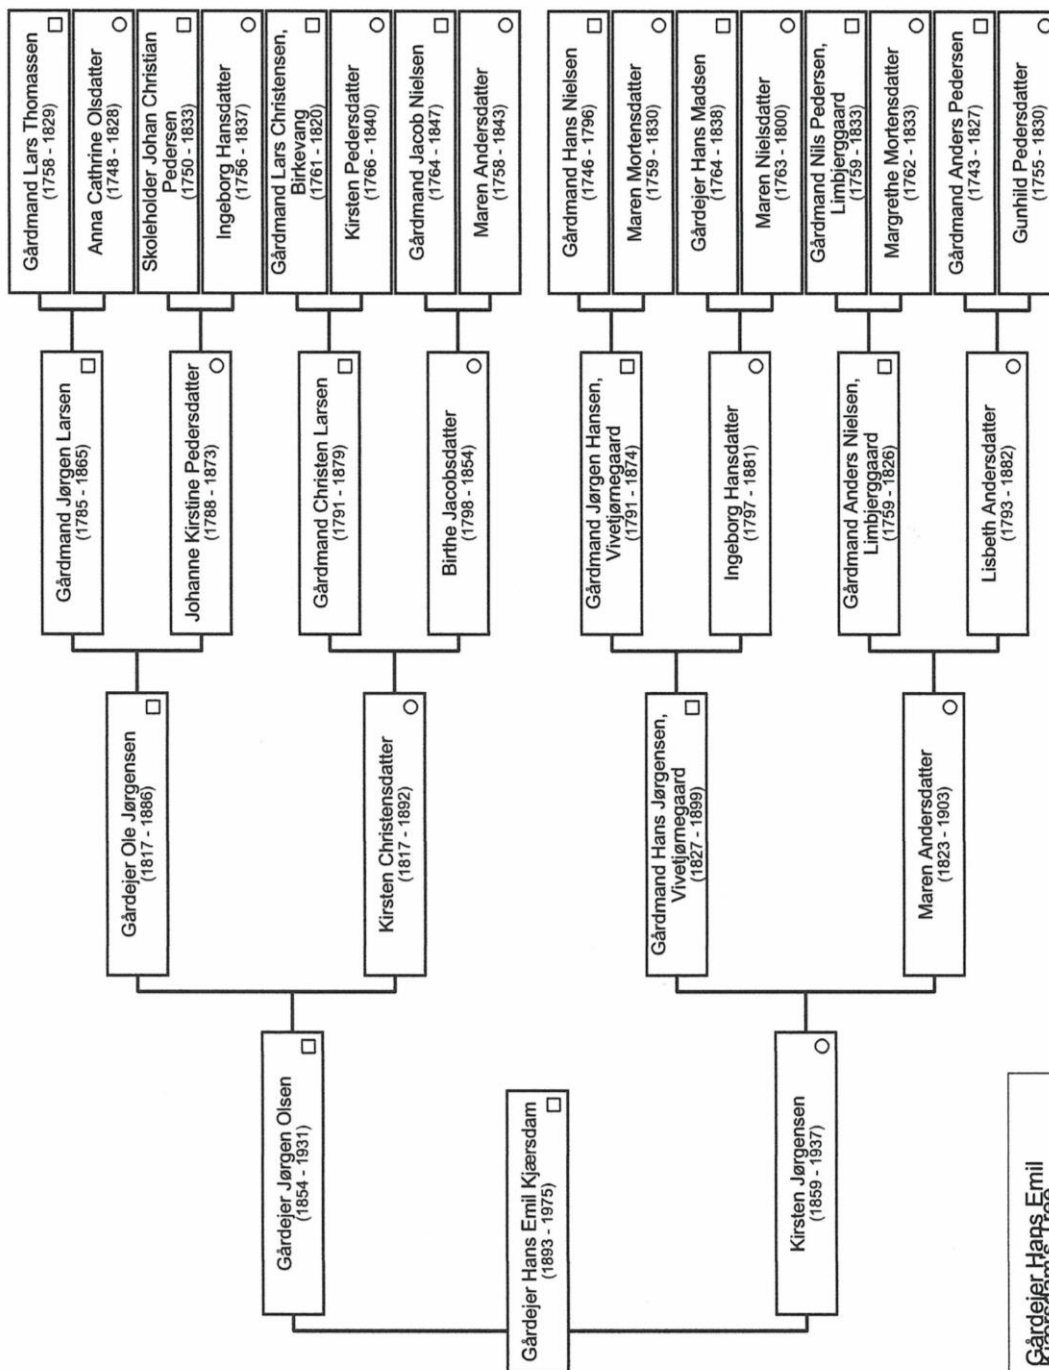 Gårdejer Hans Emil Kjærsdam
(1893 - 1975)
Gårdejer Jørgen Olsen
(1854 - 1931)
Kirsten Jørgensen
(1859 - 1937)
Gårdejer Ole Jørgensen
(1817 - 1886)
Kirsten Christensdatter
(1817 - 1892)
Gårdmand Hans Jørgensen,
Vivetjørnegaard
(1827 - 1899)
Maren Andersdatter
(1823 - 1903)
Gårdmand Jørgen Larsen
(1785 - 1865)
Johanne Kirstine Pedersdatter
(1788 - 1873)
Gårdmand Christen Larsen
(1791 - 1879)
Birthe Jacobsdatter
(1798 - 1854)
Gårdmand Jørgen Hansen,
Vivetjørnegaard
(1791 - 1874)
Ingeborg Hansdatter
(1797 - 1881)
Gårdmand Anders Nielsen,
Limbjerggaard
(1759 - 1826)
Lisbeth Andersdatter
(1793 - 1882)
Gårdmand Lars Thomassen
(1758 - 1829)
Anna Cathrine Olsdatter
(1748 - 1828)
Skoleholder Johan Christian
Pedersen
(1750 - 1833)
Ingeborg Hansdatter
(1756 - 1837)
Gårdmand Lars Christensen,
Birkevang
(1761 - 1820)
Kirsten Pedersdatter
(1766 - 1840)
Gårdmand Jacob Nielsen
(1764 - 1847)
Maren Andersdatter
(1758 - 1843)
Gårdmand Hans Nielsen
(1746 - 1796)
Maren Mortensdatter
(1759 - 1830)
Gårdejer Hans Madsen
(1764 - 1838)
Maren Nielsdatter
(1763 - 1800)
Gårdmand Nils Pedersen,
Limbjerggaard
(1759 - 1833)
Margrethe Mortensdatter
(1762 - 1833)
Gårdmand Anders Pedersen
(1743 - 1827)
Gunhild Pedersdatter
(1755 - 1830)
Gårdejer Hans Emil
Kjærsdam's Tree